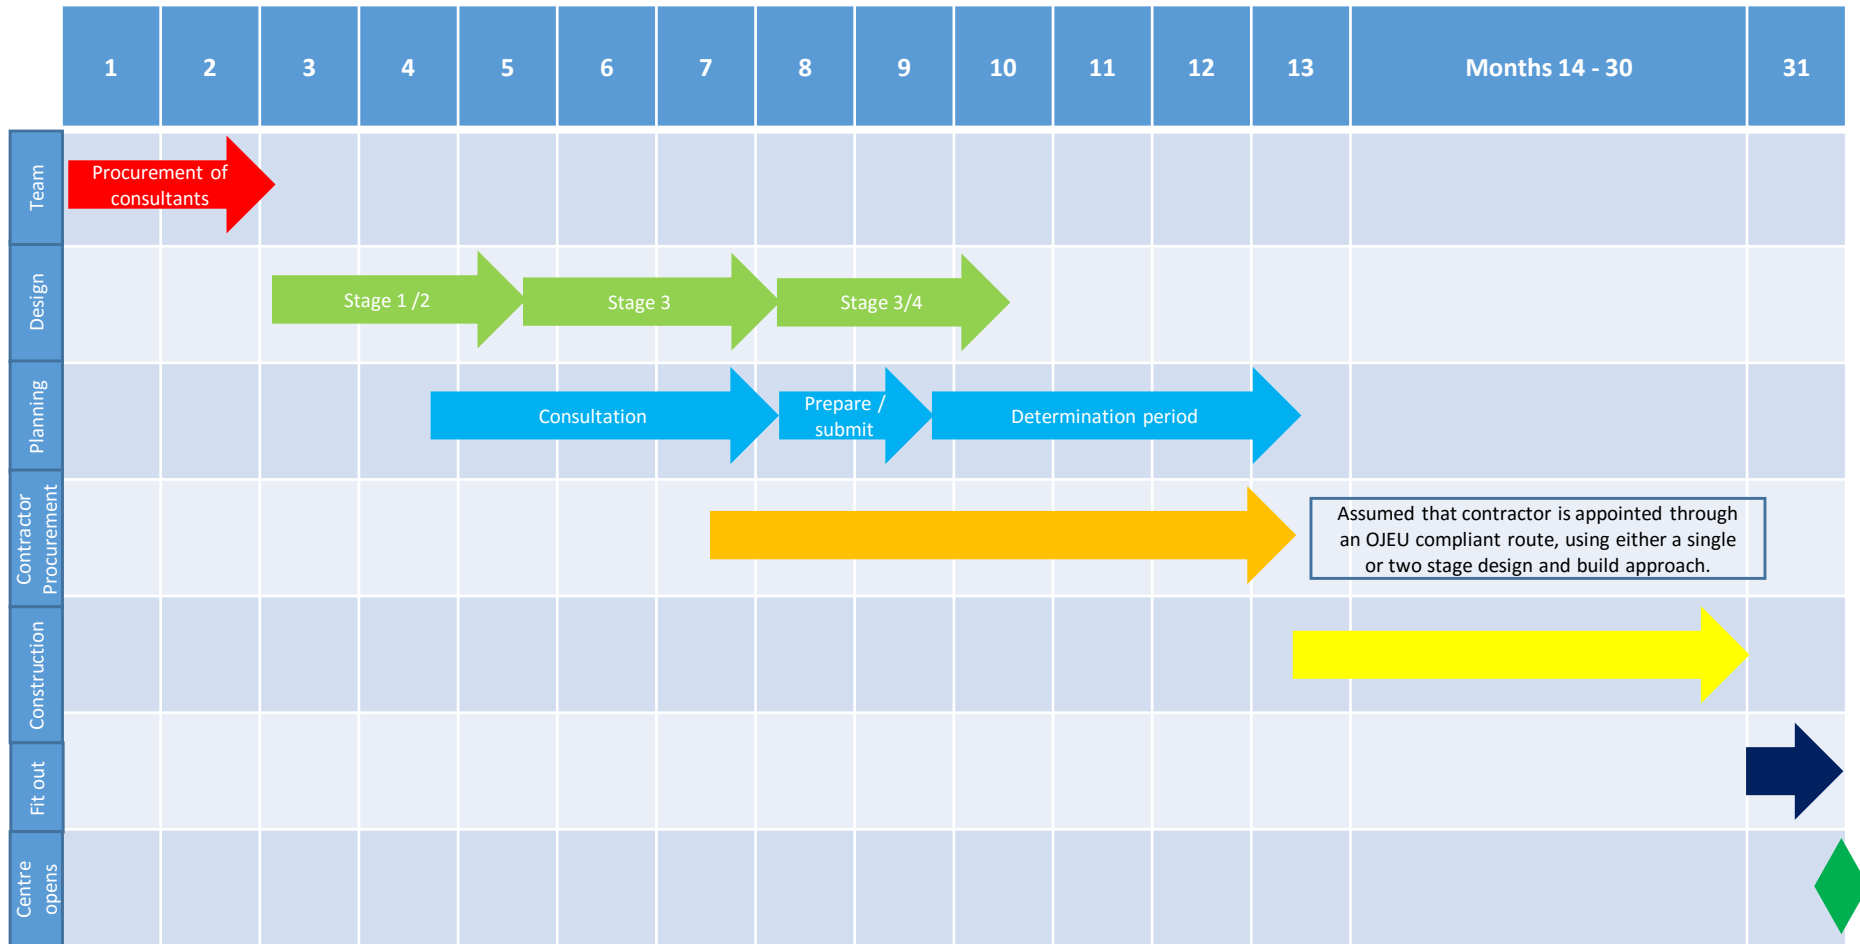 1 2 3 4 5 6 7 8 9 10 11 12 13 Months 14 - 30 31
Team
Procurement of
consultants
Design
Stage 1 /2
Stage 3
Stage 3/4
Planning
Consultation
Prepare /
submit
Determination period
Contractor
Procurement
Assumed that contractor is appointed through
an OJEU compliant route, using either a single
or two stage design and build approach.
Construction
Fit out
Centre
opens